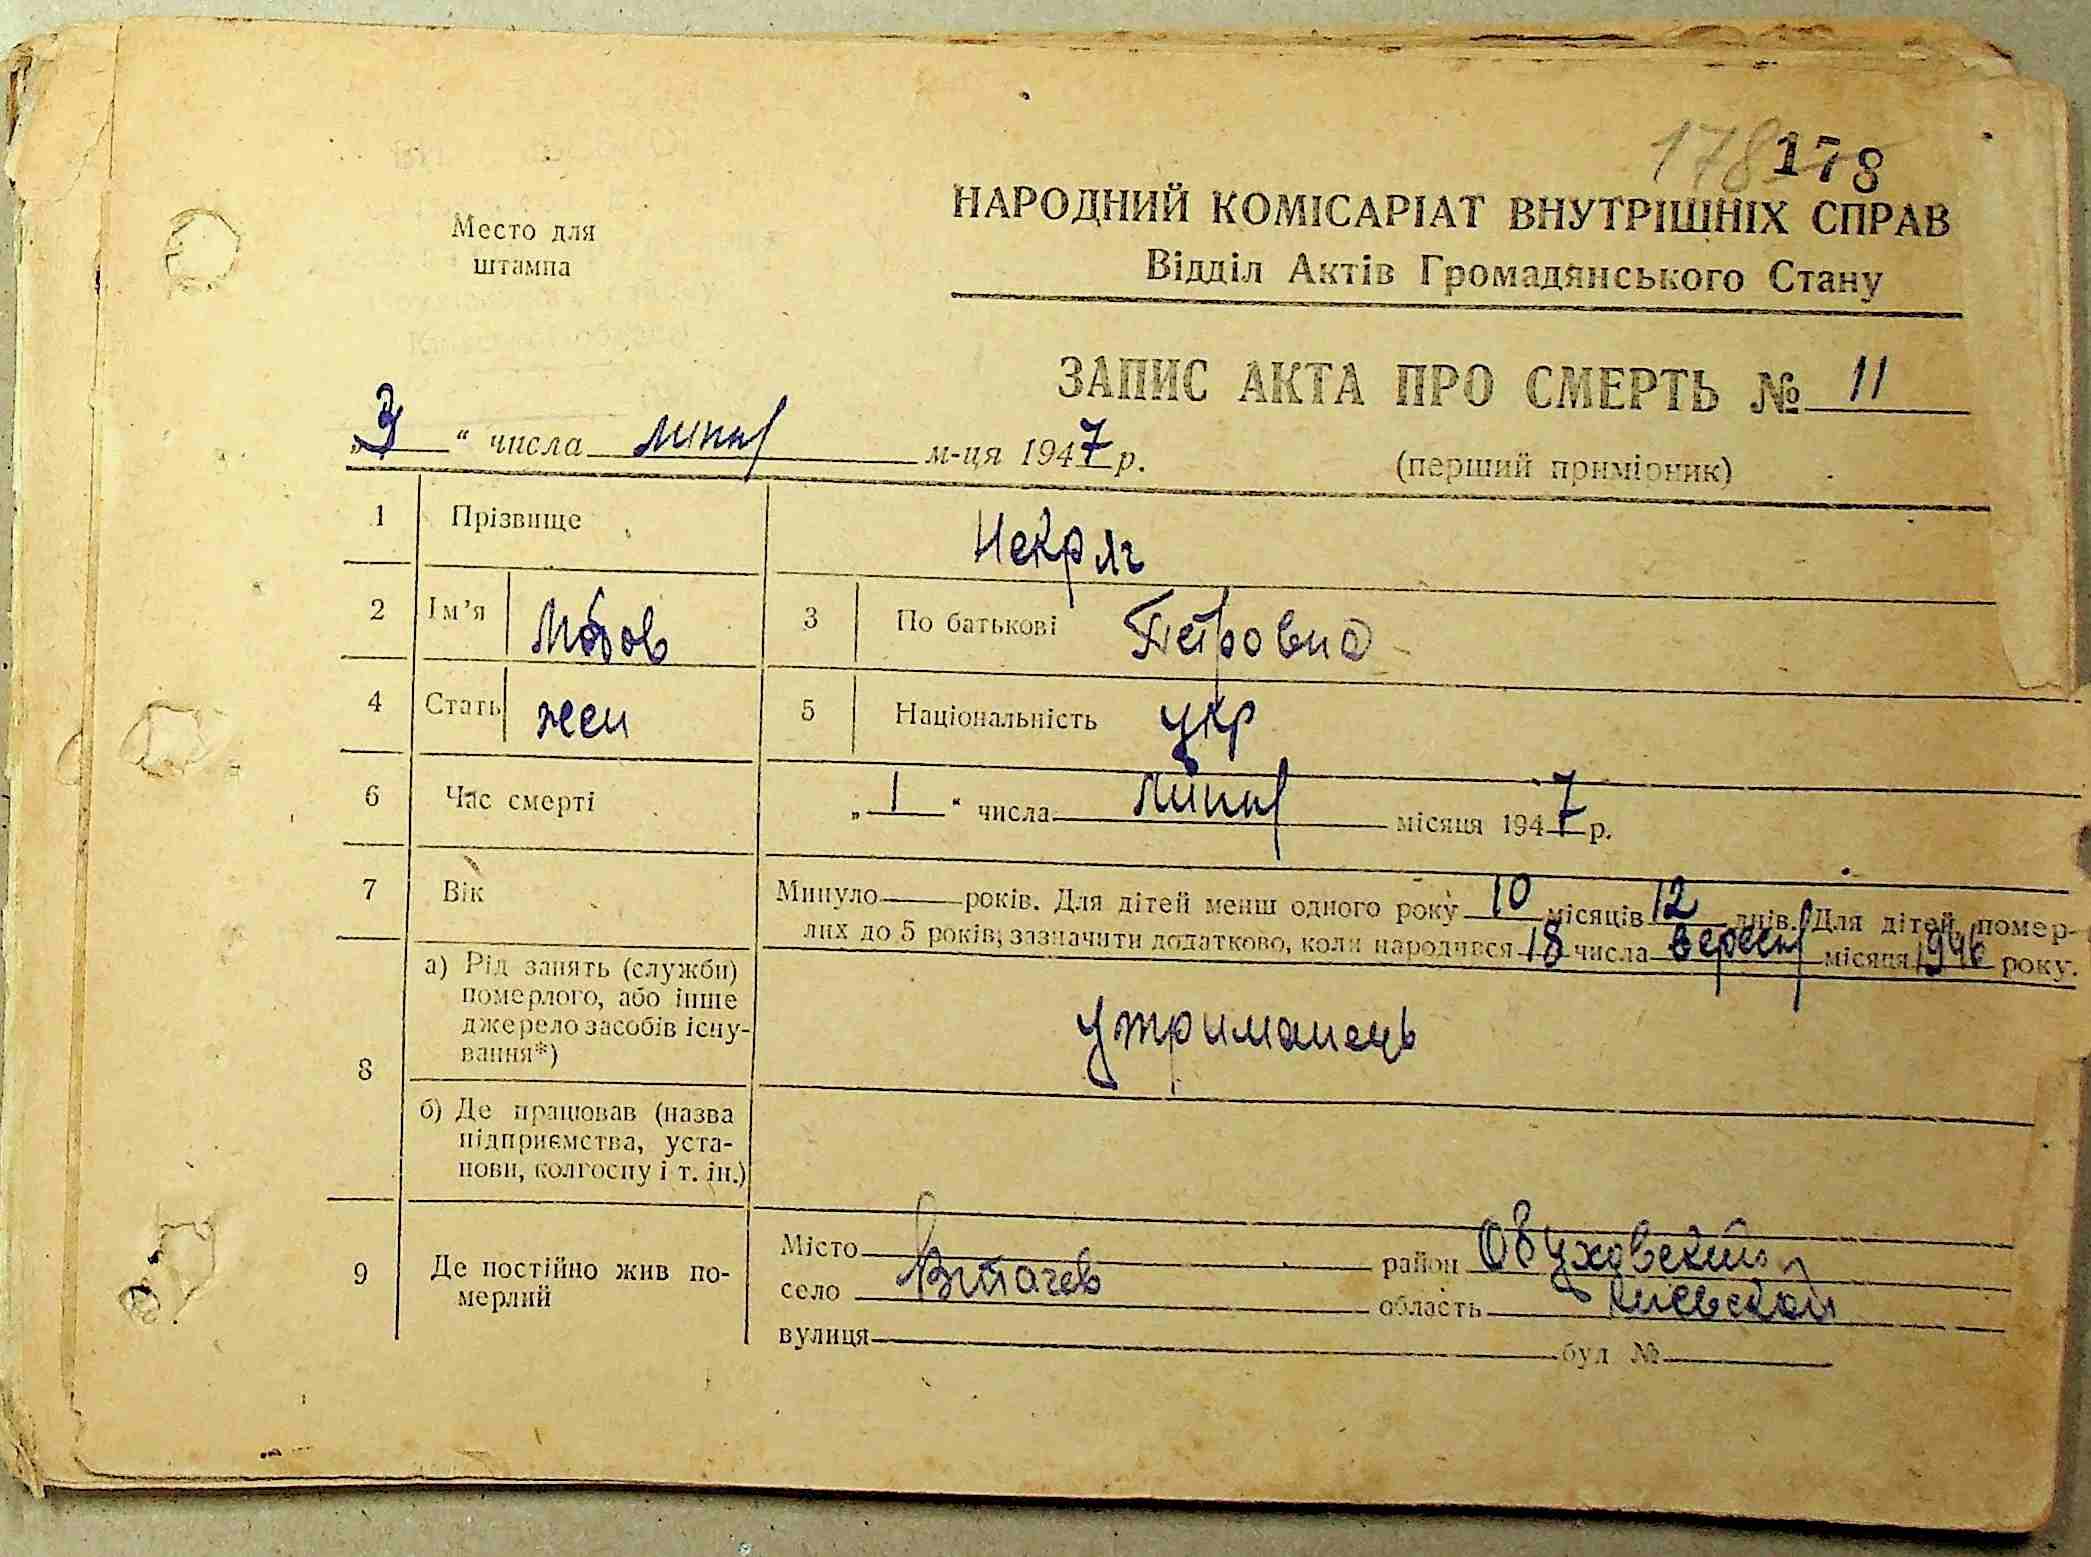 178 178
Место для
штампа
НАРОДНИЙ КОМІСАРІАТ ВНУТРІШНІХ СПРАВ
Відділ Актів Громадянського Стану
ЗАПИС АКТА ПРО СМЕРТЬ № 11
„3“ числа липня м-ця 1947 р.
(перший примірник)
1 Прізвище Некряч
2 Ім’я Любов 3 По батькові Петровна
4 Стать жен 5 Національність укр
6 Час смерті „1“ числа липня місяця 1947 р.
7 Вік Минуло років. Для дітей менш одного року 10 місяців 12 днів. Для дітей, помер-
лих до 5 років, зазначити додатково, коли народився 18 числа вересня місяця 1946 року.
8 а) Рід занять (служби)
померлого, або інше
джерело засобів існу-
вання*)
утриманець
б) Де працював (назва
підприємства, уста-
нови, колгоспу і т. ін.)
9 Де постійно жив по-
мерлий
Місто район Обуховский
село Витачев область Киевской
вулиця буд №